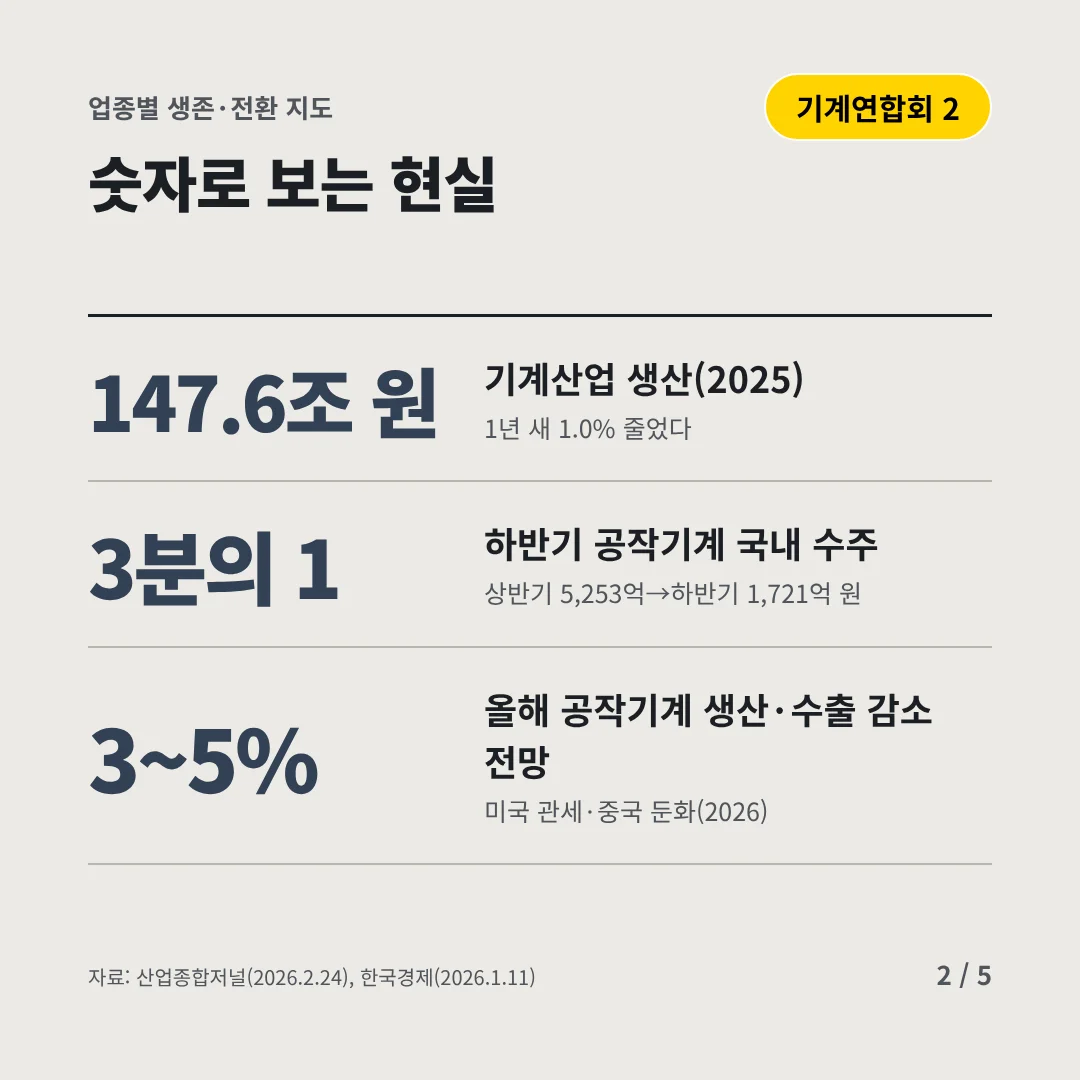 업종별 생존·전환 지도
기계연합회 2
숫자로 보는 현실
147.6조 원
기계산업 생산(2025)
1년 새 1.0% 줄었다
3분의 1
하반기 공작기계 국내 수주
상반기 5,253억→하반기 1,721억 원
3~5%
올해 공작기계 생산·수출 감소
전망
미국 관세·중국 둔화(2026)
자료: 산업종합저널(2026.2.24), 한국경제(2026.1.11)
2 / 5